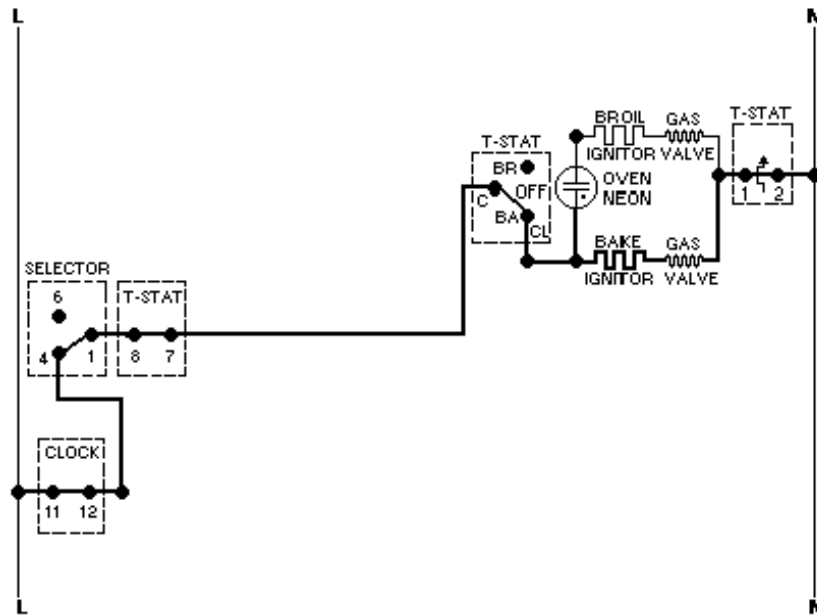 L
N
BROIL GAS
T-STAT
T-STAT
IGNITOR VALVE
BR
OFF
OVEN
NEON
C
1 2
BA
CL
BAKE GAS
IGNITOR VALVE
SELECTOR
6
T-STAT
4 1 8 7
CLOCK
11 12
L
N